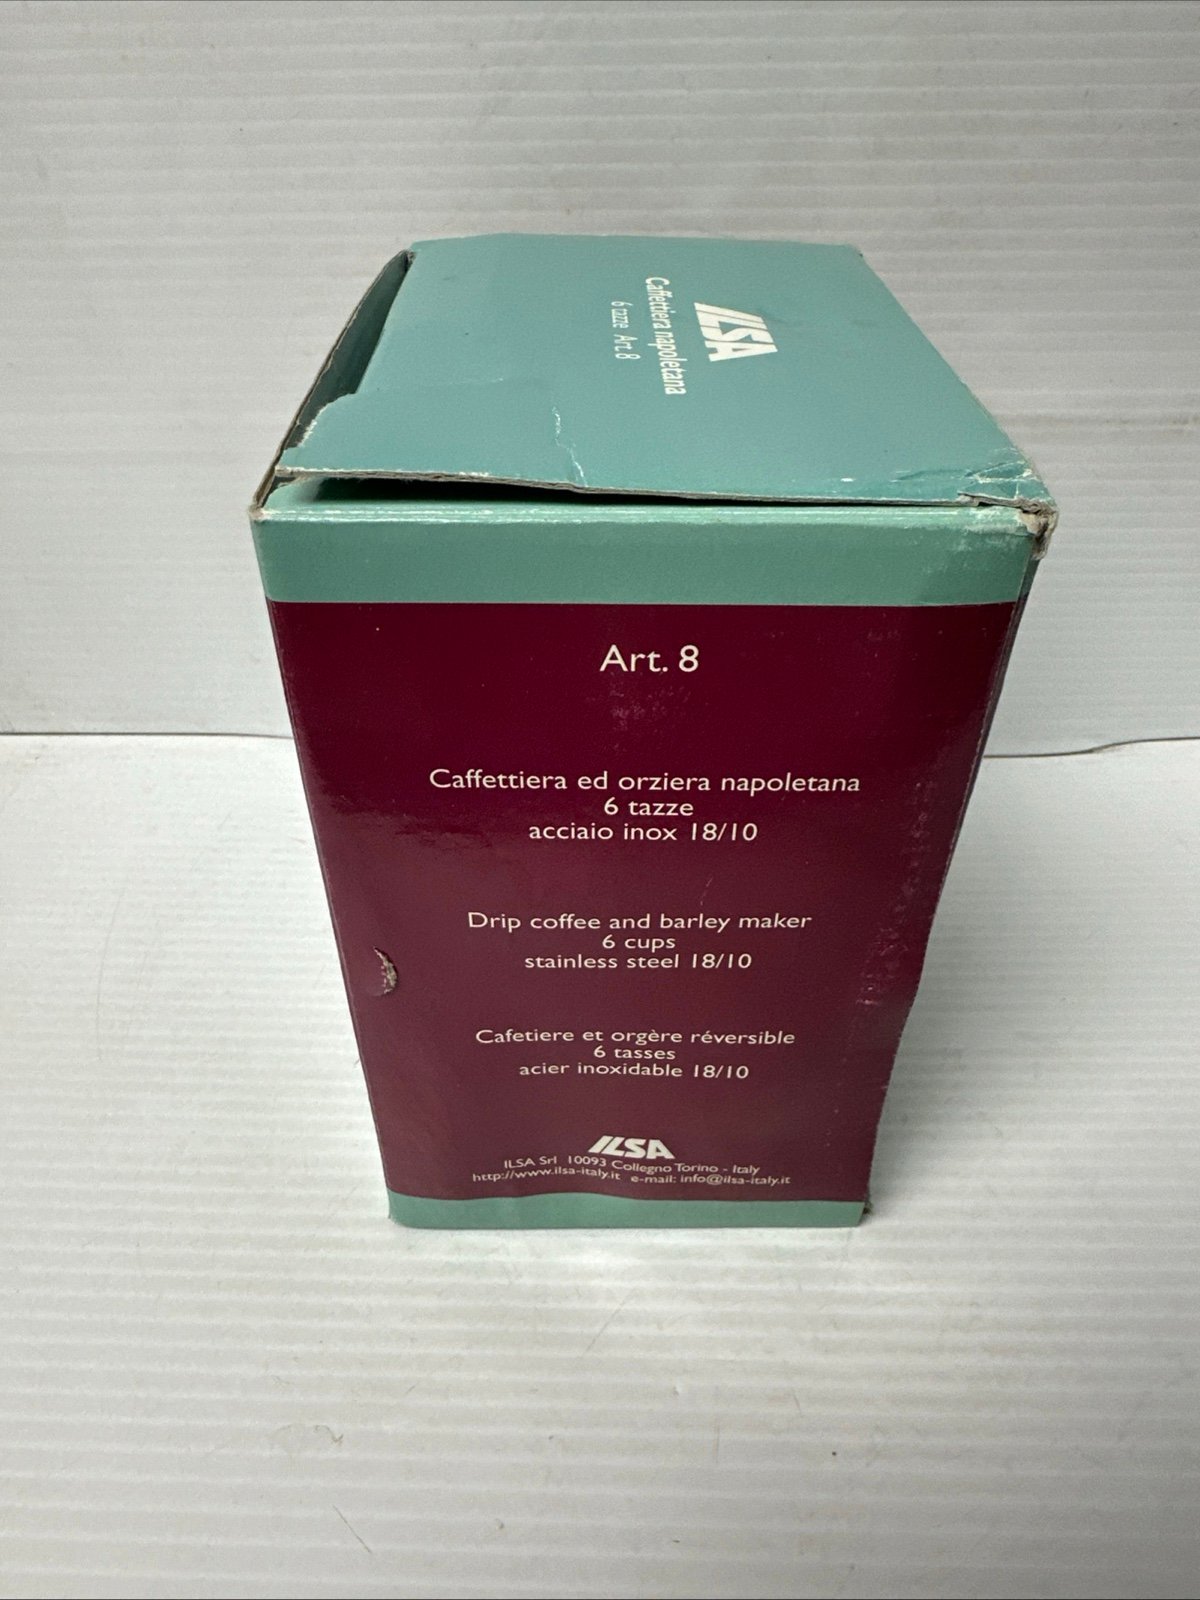 ILSA
Caffettiera napoletana
6 tazze Art. 8
Art. 8
Caffettiera ed orziera napoletana
6 tazze
acciaio inox 18/10
Drip coffee and barley maker
6 cups
stainless steel 18/10
Cafetiere et orgère réversible
6 tasses
acier inoxidable 18/10
ILSA
ILSA Srl 10093 Collegno Torino - Italy
http://www.ilsa-italy.it e-mail: info@ilsa-italy.it